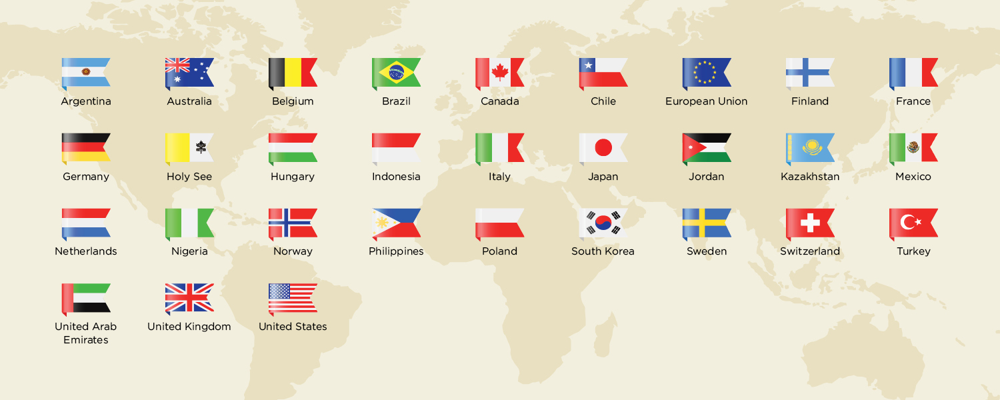 Argentina
Australia
Belgium
Brazil
Canada
Chile
European Union
Finland
France
Germany
Holy See
Hungary
Indonesia
Italy
Japan
Jordan
Kazakhstan
Mexico
Netherlands
Nigeria
Norway
Philippines
Poland
South Korea
Sweden
Switzerland
Turkey
United Arab
Emirates
United Kingdom
United States